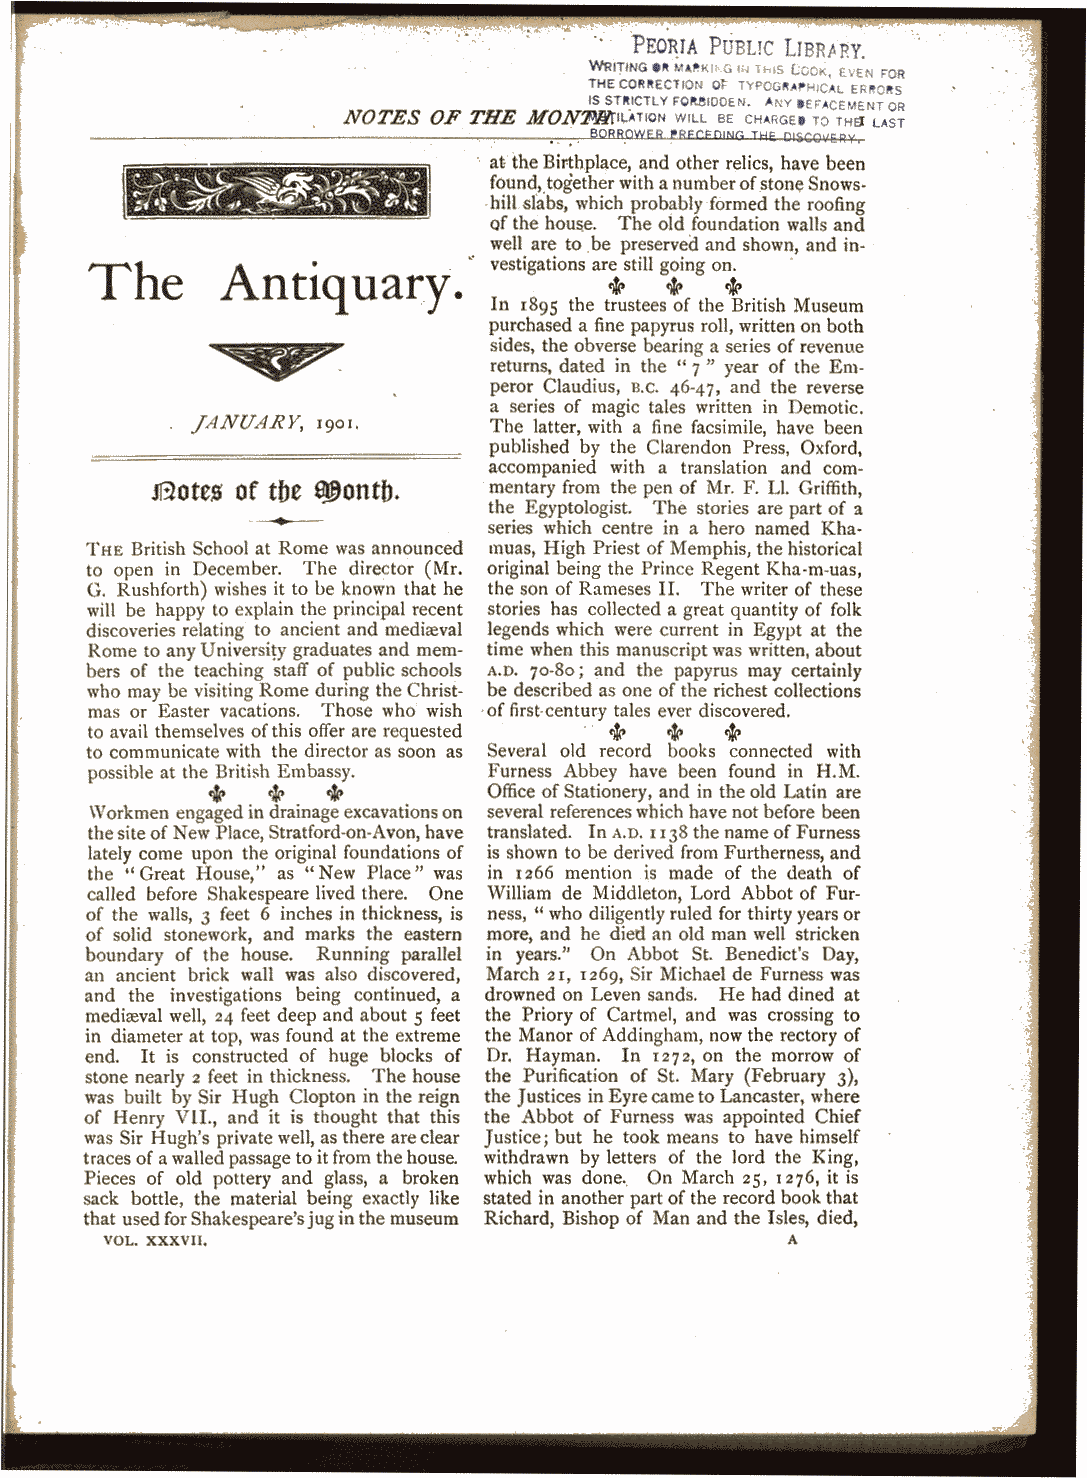 PEORIA PUBLIC LIBRARY.
WRITING OR MARKING IN THIS BOOK, EVEN FOR
THE CORRECTION OF TYPOGRAPHICAL ERRORS
IS STRICTLY FORBIDDEN. ANY DEFACEMENT OR
MUTILATION WILL BE CHARGED TO THE LAST
BORROWER PRECEDING THE DISCOVERY.
NOTES OF THE MONTH.
The Antiquary.
JANUARY, 1901.
Notes of the Month.
THE British School at Rome was announced
to open in December. The director (Mr.
G. Rushforth) wishes it to be known that he
will be happy to explain the principal recent
discoveries relating to ancient and mediæval
Rome to any University graduates and mem-
bers of the teaching staff of public schools
who may be visiting Rome during the Christ-
mas or Easter vacations. Those who wish
to avail themselves of this offer are requested
to communicate with the director as soon as
possible at the British Embassy.
Workmen engaged in drainage excavations on
the site of New Place, Stratford-on-Avon, have
lately come upon the original foundations of
the "Great House," as "New Place" was
called before Shakespeare lived there. One
of the walls, 3 feet 6 inches in thickness, is
of solid stonework, and marks the eastern
boundary of the house. Running parallel
an ancient brick wall was also discovered,
and the investigations being continued, a
mediæval well, 24 feet deep and about 5 feet
in diameter at top, was found at the extreme
end. It is constructed of huge blocks of
stone nearly 2 feet in thickness. The house
was built by Sir Hugh Clopton in the reign
of Henry VII., and it is thought that this
was Sir Hugh's private well, as there are clear
traces of a walled passage to it from the house.
Pieces of old pottery and glass, a broken
sack bottle, the material being exactly like
that used for Shakespeare's jug in the museum
VOL. XXXVII.
at the Birthplace, and other relics, have been
found, together with a number of stone Snows-
hill slabs, which probably formed the roofing
of the house. The old foundation walls and
well are to be preserved and shown, and in-
vestigations are still going on.
In 1895 the trustees of the British Museum
purchased a fine papyrus roll, written on both
sides, the obverse bearing a series of revenue
returns, dated in the "7" year of the Em-
peror Claudius, B.C. 46-47, and the reverse
a series of magic tales written in Demotic.
The latter, with a fine facsimile, have been
published by the Clarendon Press, Oxford,
accompanied with a translation and com-
mentary from the pen of Mr. F. Ll. Griffith,
the Egyptologist. The stories are part of a
series which centre in a hero named Kha-
muas, High Priest of Memphis, the historical
original being the Prince Regent Kha-m-uas,
the son of Rameses II. The writer of these
stories has collected a great quantity of folk
legends which were current in Egypt at the
time when this manuscript was written, about
A.D. 70-80; and the papyrus may certainly
be described as one of the richest collections
of first-century tales ever discovered.
Several old record books connected with
Furness Abbey have been found in H.M.
Office of Stationery, and in the old Latin are
several references which have not before been
translated. In A.D. 1138 the name of Furness
is shown to be derived from Furtherness, and
in 1266 mention is made of the death of
William de Middleton, Lord Abbot of Fur-
ness, "who diligently ruled for thirty years or
more, and he died an old man well stricken
in years." On Abbot St. Benedict's Day,
March 21, 1269, Sir Michael de Furness was
drowned on Leven sands. He had dined at
the Priory of Cartmel, and was crossing to
the Manor of Addingham, now the rectory of
Dr. Hayman. In 1272, on the morrow of
the Purification of St. Mary (February 3),
the Justices in Eyre came to Lancaster, where
the Abbot of Furness was appointed Chief
Justice; but he took means to have himself
withdrawn by letters of the lord the King,
which was done. On March 25, 1276, it is
stated in another part of the record book that
Richard, Bishop of Man and the Isles, died,
A